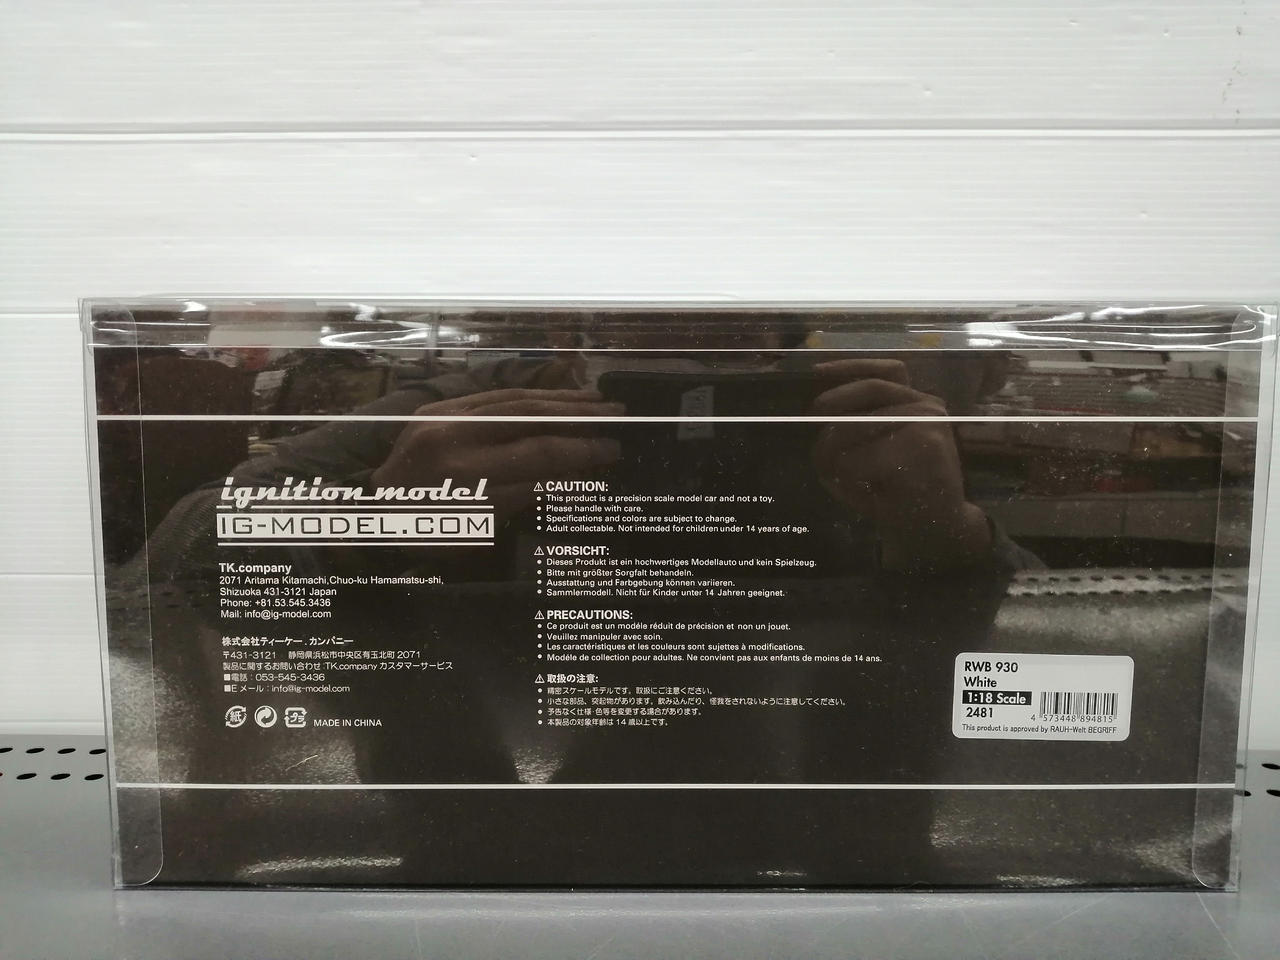 ignition model
IG-MODEL.COM
TK.company
2071 Aritama Kitamachi,Chuo-ku Hamamatsu-shi,
Shizuoka 431-3121 Japan
Phone: +81.53.545.3436
Mail: info@ig-model.com
株式会社ティーケー.カンパニー
〒431-3121 静岡県浜松市中央区有玉北町 2071
製品に関するお問い合わせ:TK.company カスタマーサービス
■電話:053-545-3436
■E メール:info@ig-model.com
紙 プラ MADE IN CHINA
⚠CAUTION:
● This product is a precision scale model car and not a toy.
● Please handle with care.
● Specifications and colors are subject to change.
● Adult collectable. Not intended for children under 14 years of age.
⚠VORSICHT:
● Dieses Produkt ist ein hochwertiges Modellauto und kein Spielzeug.
● Bitte mit größter Sorgfalt behandeln.
● Ausstattung und Farbgebung können variieren.
● Sammlermodell. Nicht für Kinder unter 14 Jahren geeignet.
⚠PRECAUTIONS:
● Ce produit est un modéle réduit de précision et non un jouet.
● Veuillez manipuler avec soin.
● Les caractéristiques et les couleurs sont sujettes à modifications.
● Modéle de collection pour adultes. Ne convient pas aux enfants de moins de 14 ans.
⚠取扱の注意:
● 精密スケールモデルです。取扱にご注意ください。
● 小さな部品、突起物があります。飲み込んだり、怪我をされないように注意してください。
● 予告なく仕様・色等を変更する場合があります。
● 本製品の対象年齢は 14 歳以上です。
RWB 930
White
1:18 Scale
2481
4 573448 894815
This product is approved by RAUH-Welt BEGRIFF